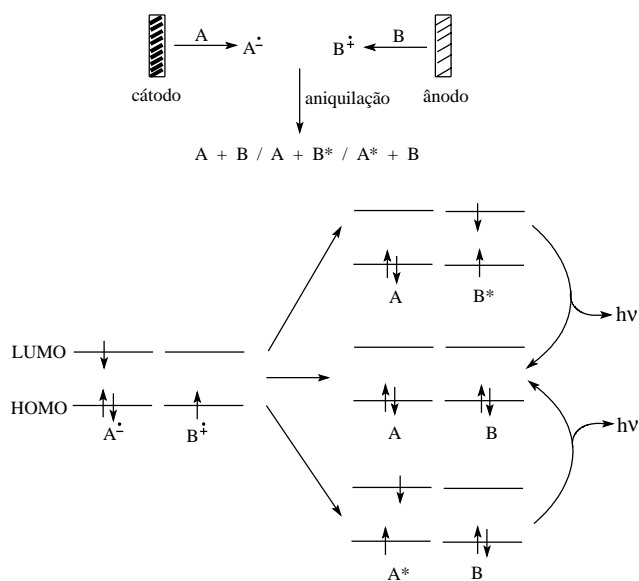 A
A•̵
B•⁺
B
cátodo
aniquilação
ânodo
A + B / A + B* / A* + B
A
B*
hν
LUMO
HOMO
A•̵
B•⁺
A
B
hν
A*
B